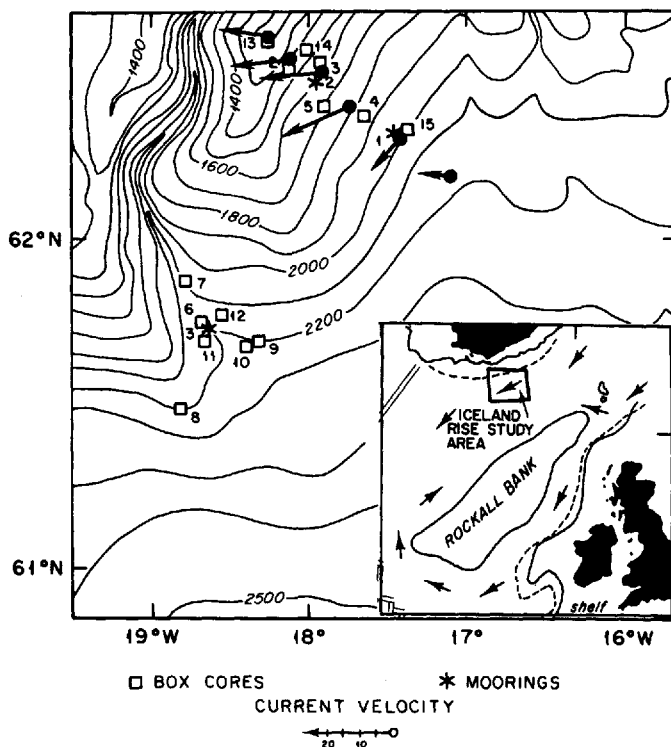 1400
13
14
2
3
2
1400
5
4
1
15
1600
1800
62°N
2000
7
2200
6
12
3
11
10
9
8
ICELAND
RISE STUDY
AREA
ROCKALL BANK
61°N
2500
shelf
19°W
18°W
17°W
16°W
BOX CORES
MOORINGS
CURRENT VELOCITY
20 10 0